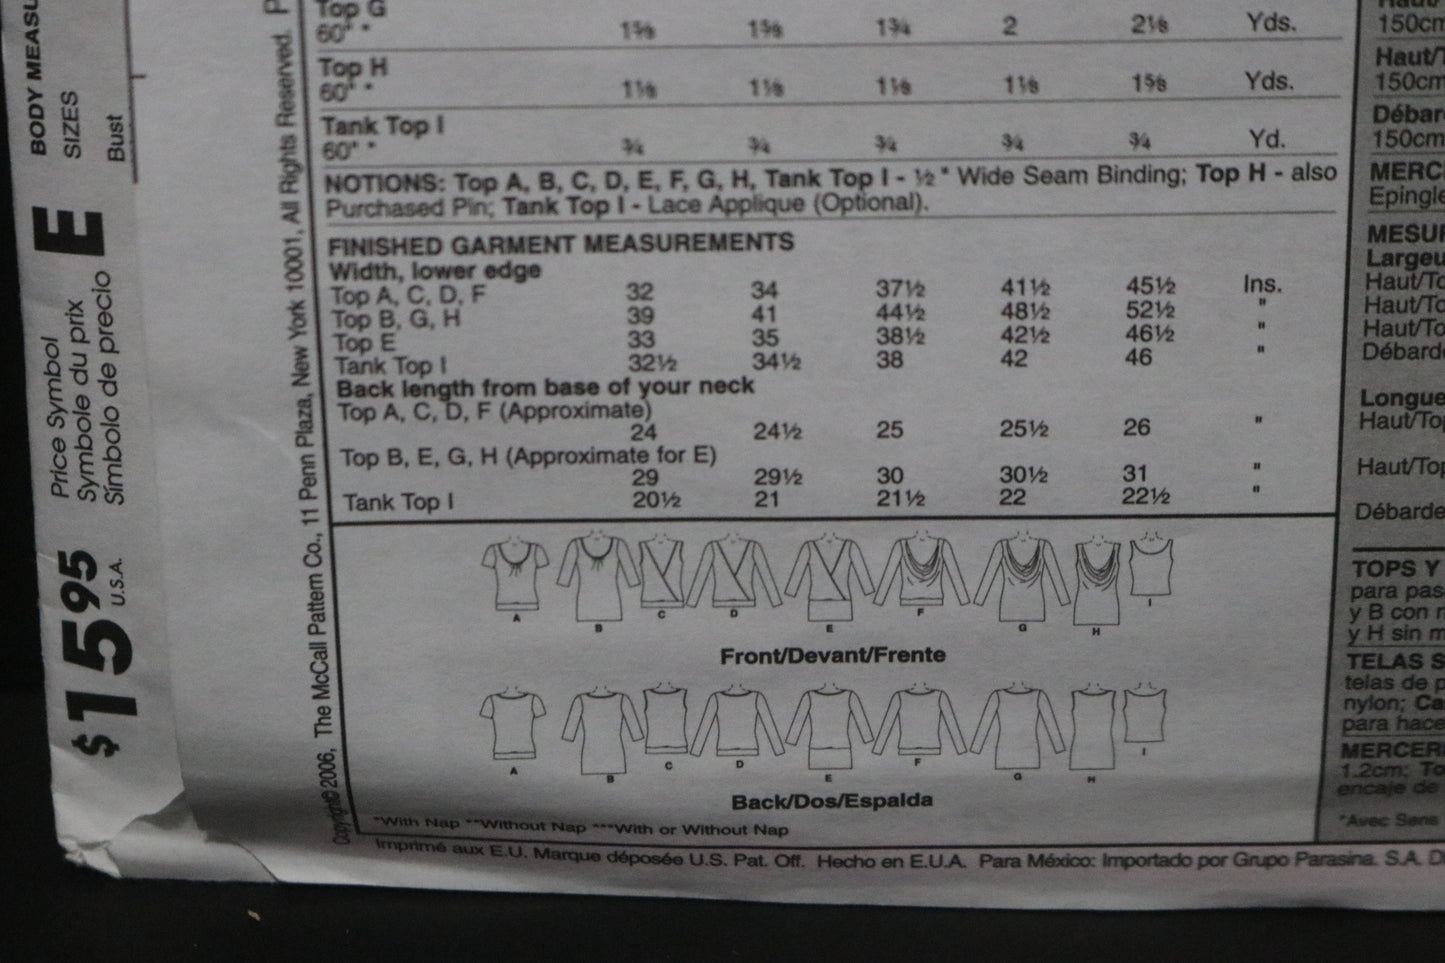 Top G
60" * 1⅝ 1⅝ 1¾ 2 2⅛ Yds.
Top H
60" * 1⅛ 1⅛ 1⅛ 1⅛ 1⅝ Yds.
Tank Top I
60" * ¾ ¾ ¾ ¾ ¾ Yd.
NOTIONS: Top A, B, C, D, E, F, G, H, Tank Top I - ½" Wide Seam Binding; Top H - also
Purchased Pin; Tank Top I - Lace Applique (Optional).
FINISHED GARMENT MEASUREMENTS
Width, lower edge
Top A, C, D, F 32 34 37½ 41½ 45½ Ins.
Top B, G, H 39 41 44½ 48½ 52½ "
Top E 33 35 38½ 42½ 46½ "
Tank Top I 32½ 34½ 38 42 46 "
Back length from base of your neck
Top A, C, D, F (Approximate)
24 24½ 25 25½ 26 "
Top B, E, G, H (Approximate for E)
29 29½ 30 30½ 31 "
Tank Top I 20½ 21 21½ 22 22½ "
A B C D E F G H I
Front/Devant/Frente
A B C D E F G H I
Back/Dos/Espalda
*With Nap **Without Nap ***With or Without Nap
Imprimé aux E.U. Marque déposée U.S. Pat. Off. Hecho en E.U.A. Para México: Importado por Grupo Parasina. S.A. D
Copyright© 2006, The McCall Pattern Co., 11 Penn Plaza, New York 10001, All Rights Reserved. P
BODY MEASU
SIZES
Bust
E
Price Symbol
Symbole du prix
Símbolo de precio
$1595
U.S.A.
150cm
Haut/T
150cm
Débar
150cm
MERC
Epingle
MESUR
Largeu
Haut/To
Haut/To
Haut/To
Débarde
Longue
Haut/Top
Haut/Top
Débarde
TOPS Y
para pas
y B con m
y H sin m
TELAS S
telas de p
nylon; Ca
para hace
MERCERI
1.2cm; To
encaje de
*Avec Sens